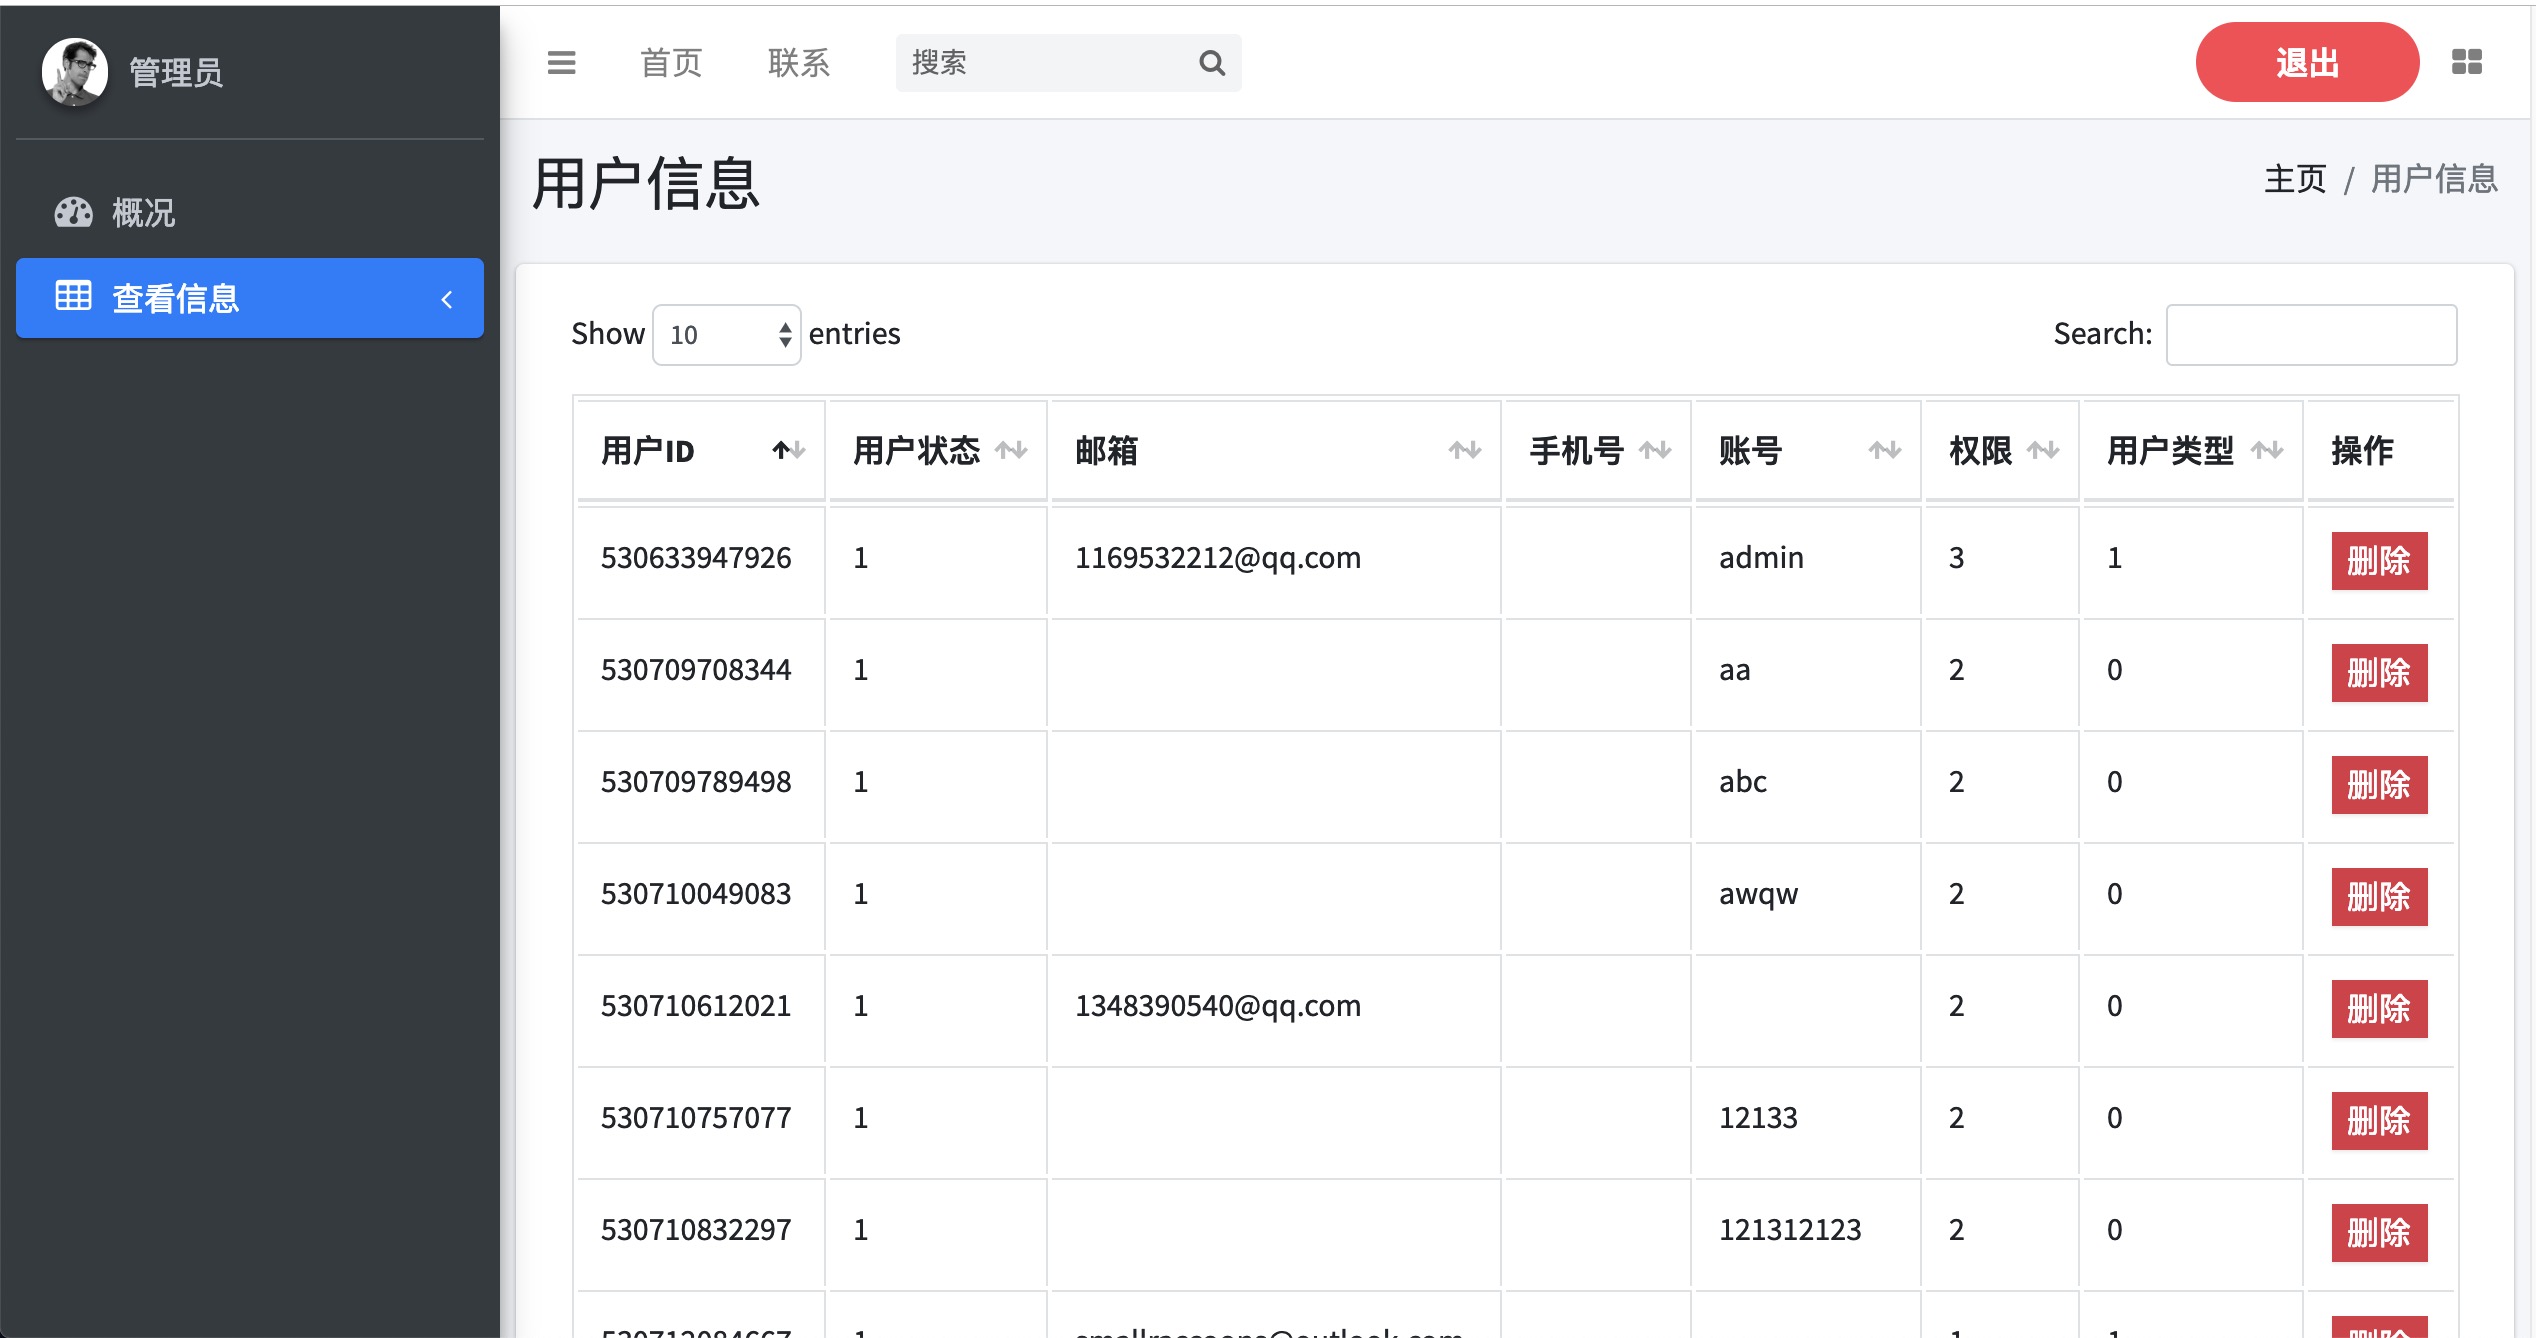 管理员
首页 联系 搜索 退出
概况
查看信息
用户信息
主页 / 用户信息
Show 10 entries Search:
用户ID 用户状态 邮箱 手机号 账号 权限 用户类型 操作
530633947926 1 1169532212@qq.com admin 3 1 删除
530709708344 1 aa 2 0 删除
530709789498 1 abc 2 0 删除
530710049083 1 awqw 2 0 删除
530710612021 1 1348390540@qq.com 2 0 删除
530710757077 1 12133 2 0 删除
530710832297 1 121312123 2 0 删除
1 1 1 删除